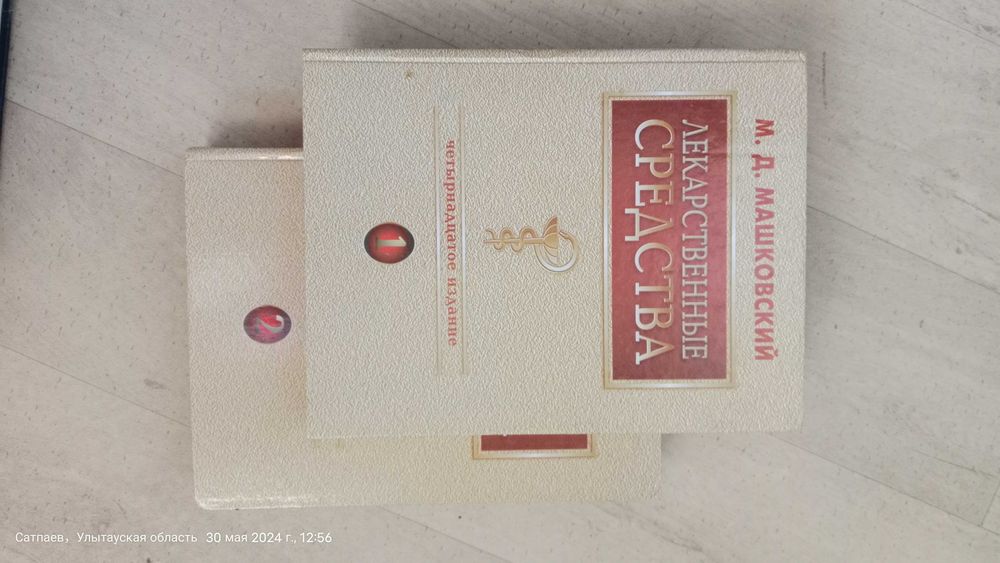 М. Д. МАШКОВСКИЙ
ЛЕКАРСТВЕННЫЕ
СРЕДСТВА
четырнадцатое издание
1
2
Сатпаев, Улытауская область 30 мая 2024 г., 12:56